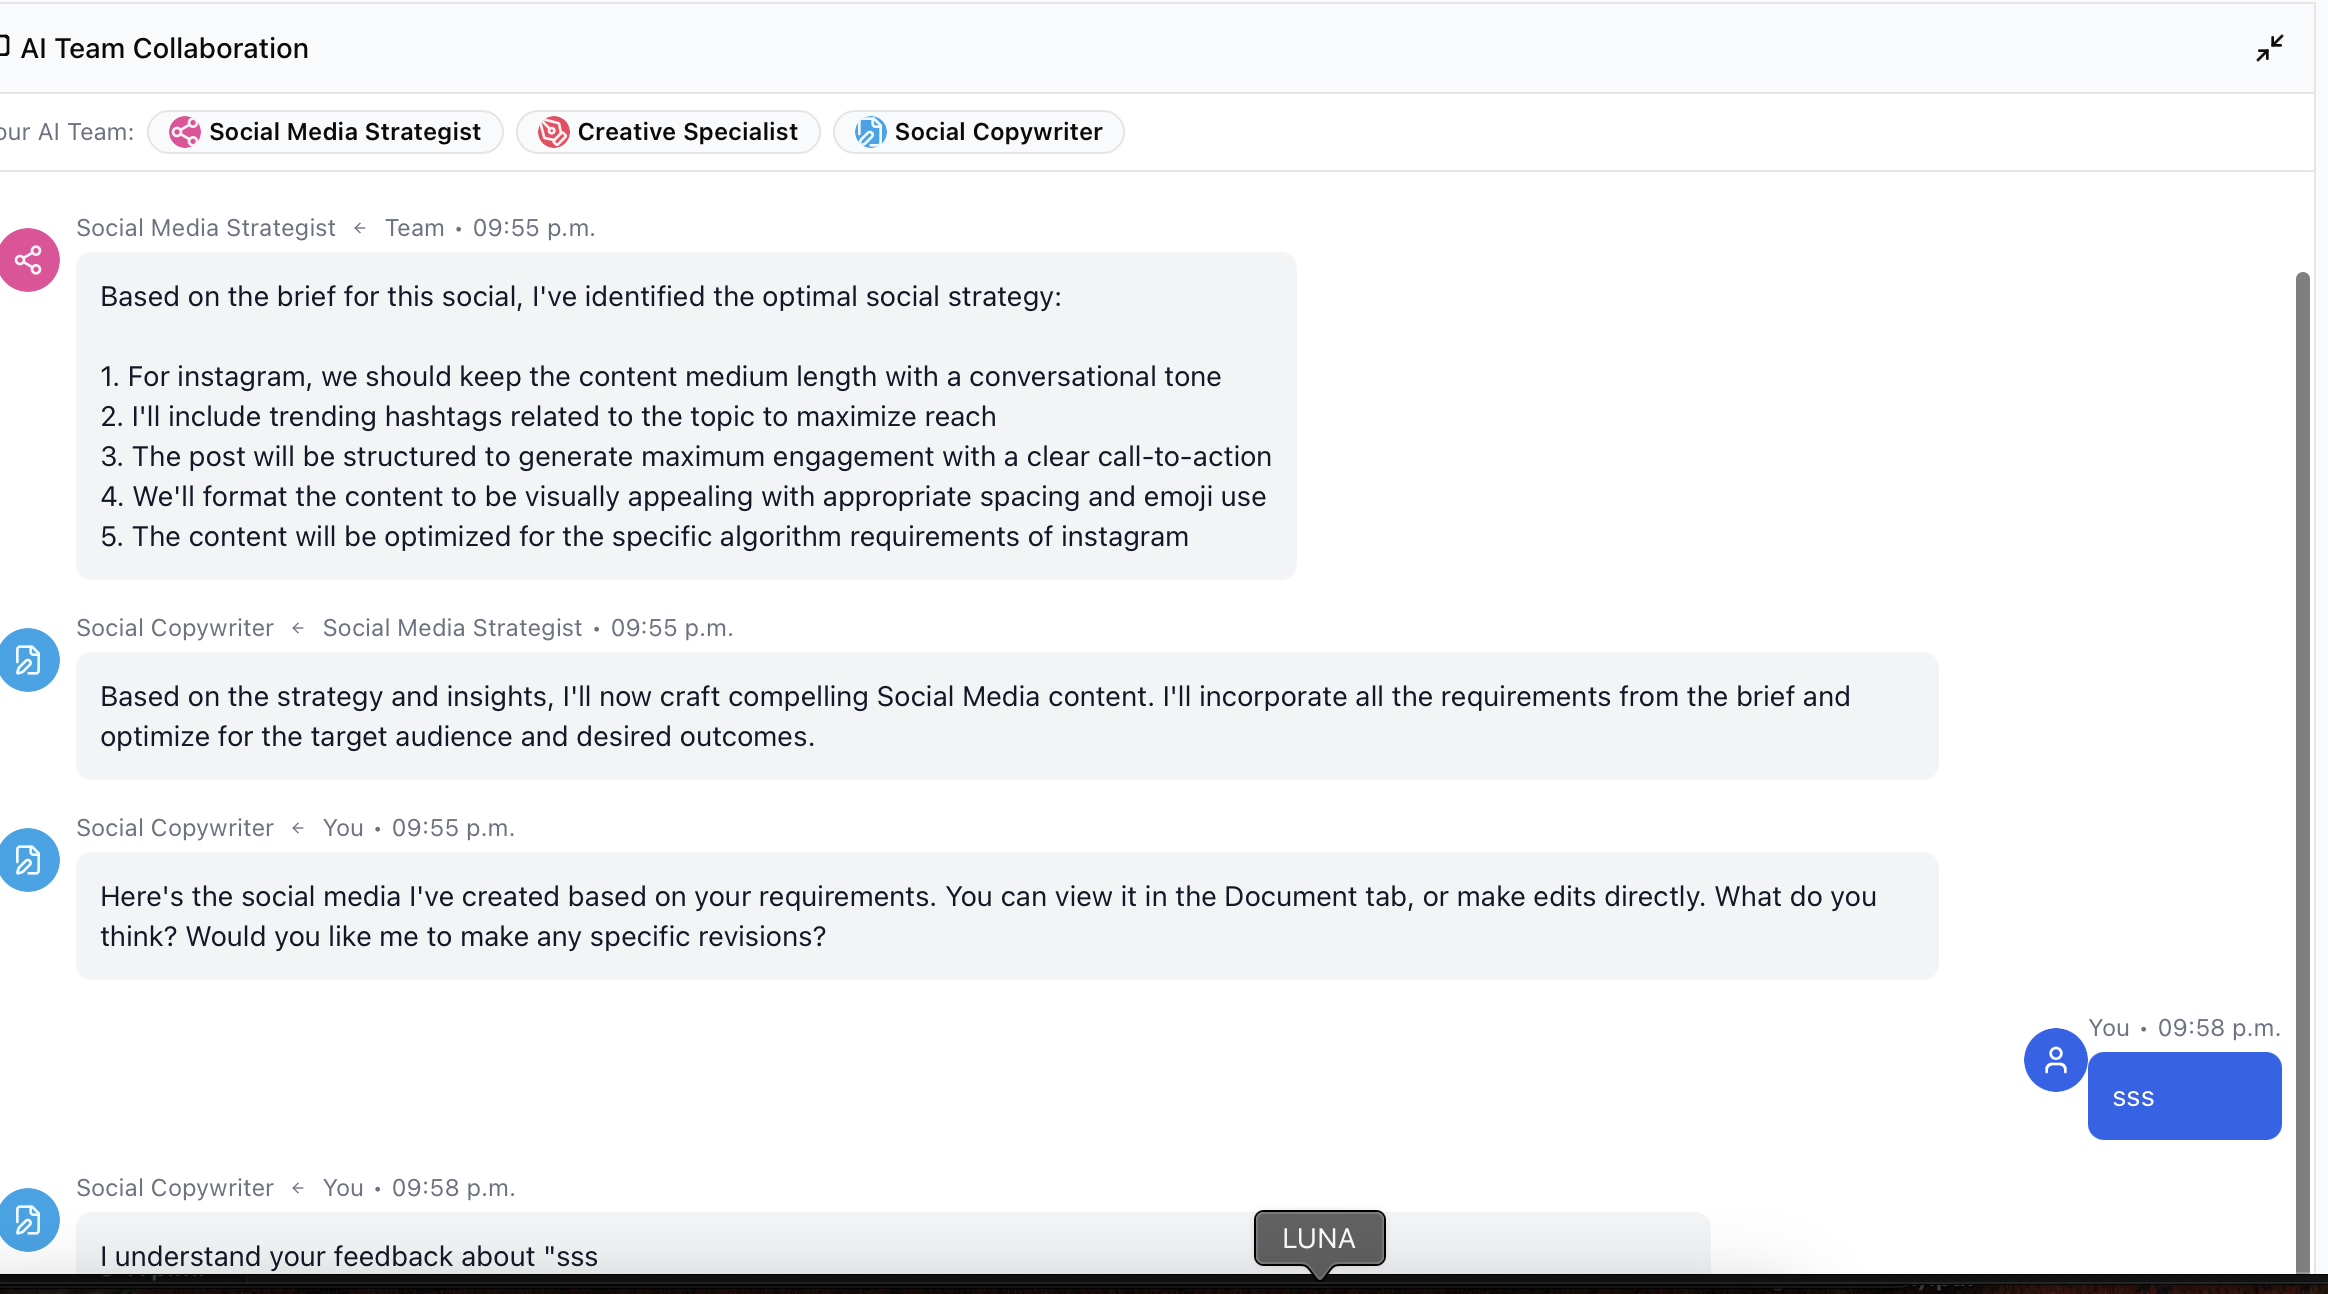 AI Team Collaboration
our AI Team: Social Media Strategist Creative Specialist Social Copywriter
Social Media Strategist ← Team • 09:55 p.m.
Based on the brief for this social, I've identified the optimal social strategy:
1. For instagram, we should keep the content medium length with a conversational tone
2. I'll include trending hashtags related to the topic to maximize reach
3. The post will be structured to generate maximum engagement with a clear call-to-action
4. We'll format the content to be visually appealing with appropriate spacing and emoji use
5. The content will be optimized for the specific algorithm requirements of instagram
Social Copywriter ← Social Media Strategist • 09:55 p.m.
Based on the strategy and insights, I'll now craft compelling Social Media content. I'll incorporate all the requirements from the brief and
optimize for the target audience and desired outcomes.
Social Copywriter ← You • 09:55 p.m.
Here's the social media I've created based on your requirements. You can view it in the Document tab, or make edits directly. What do you
think? Would you like me to make any specific revisions?
You • 09:58 p.m.
sss
Social Copywriter ← You • 09:58 p.m.
I understand your feedback about "sss
LUNA